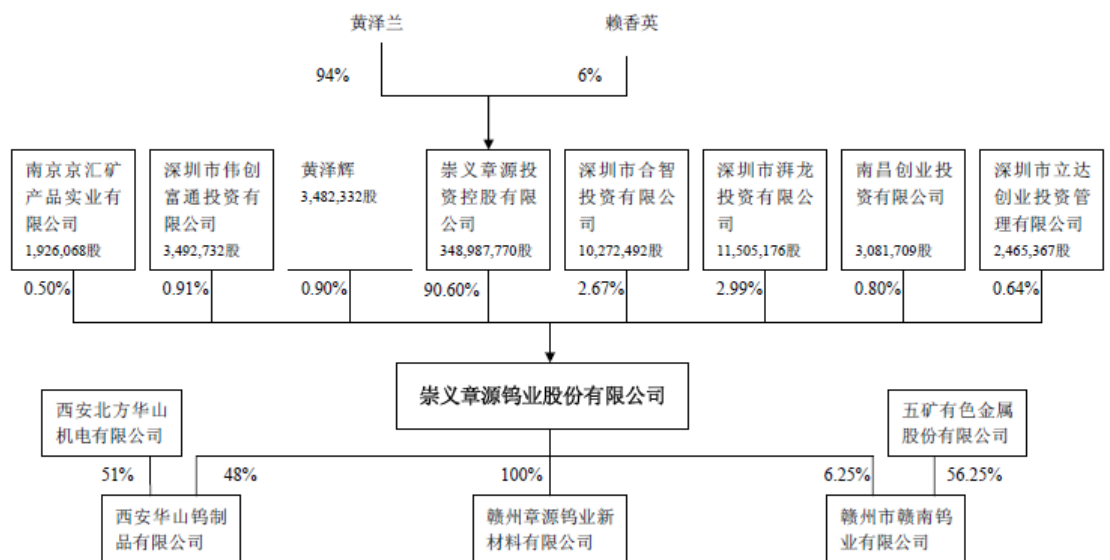 黄泽兰
赖香英
94%
6%
南京京汇矿
产品实业有
限公司
1,926,068股
深圳市伟创
富通投资有
限公司
3,492,732股
黄泽辉
3,482,332股
崇义章源投
资控股有限
公司
348,987,770股
深圳市合智
投资有限公
司
10,272,492股
深圳市湃龙
投资有限公
司
11,505,176股
南昌创业投
资有限公司
3,081,709股
深圳市立达
创业投资管
理有限公司
2,465,367股
0.50%
0.91%
0.90%
90.60%
2.67%
2.99%
0.80%
0.64%
崇义章源钨业股份有限公司
西安北方华山
机电有限公司
五矿有色金属
股份有限公司
51%
48%
100%
6.25%
56.25%
西安华山钨制
品有限公司
赣州章源钨业新
材料有限公司
赣州市赣南钨
业有限公司